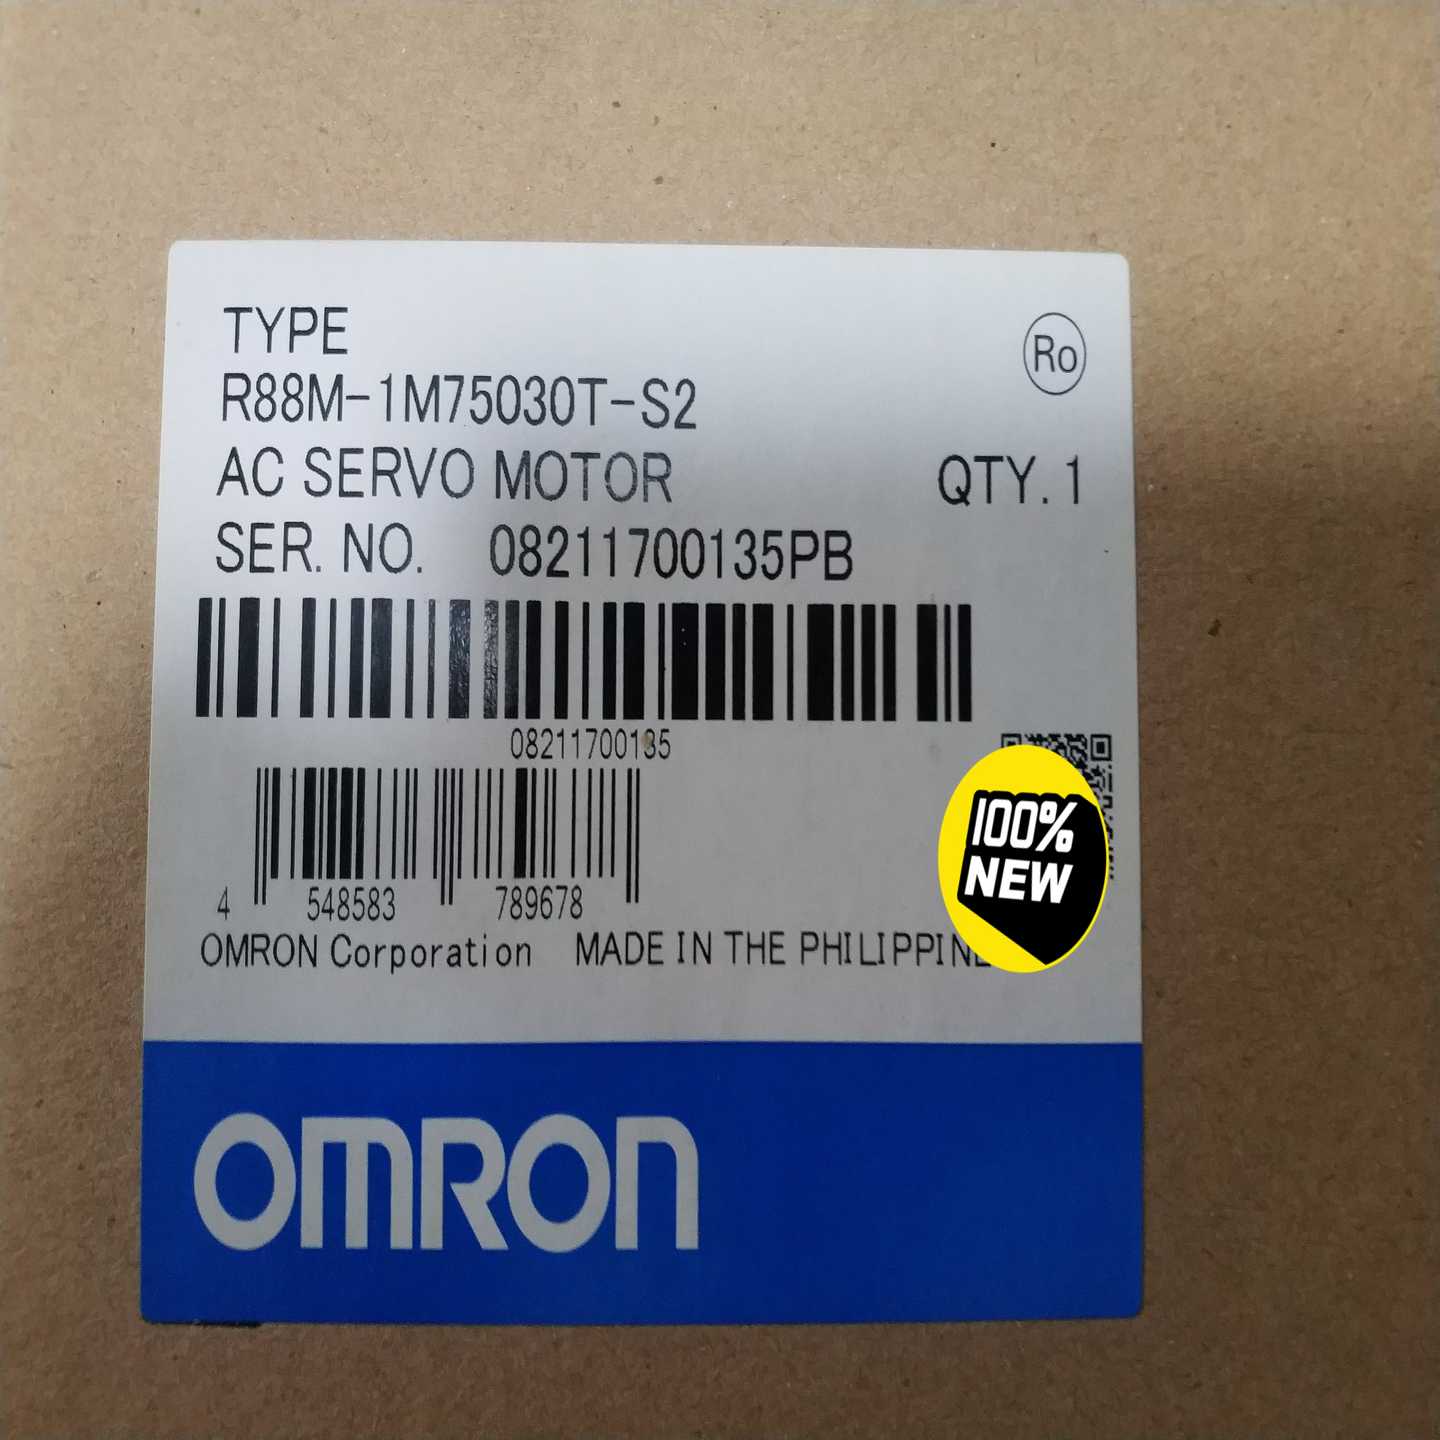 TYPE
Ro
R88M-1M75030T-S2
AC SERVO MOTOR QTY. 1
SER. NO. 08211700135PB
08211700135
4 548583 789678
100%
NEW
OMRON Corporation MADE IN THE
OMRON